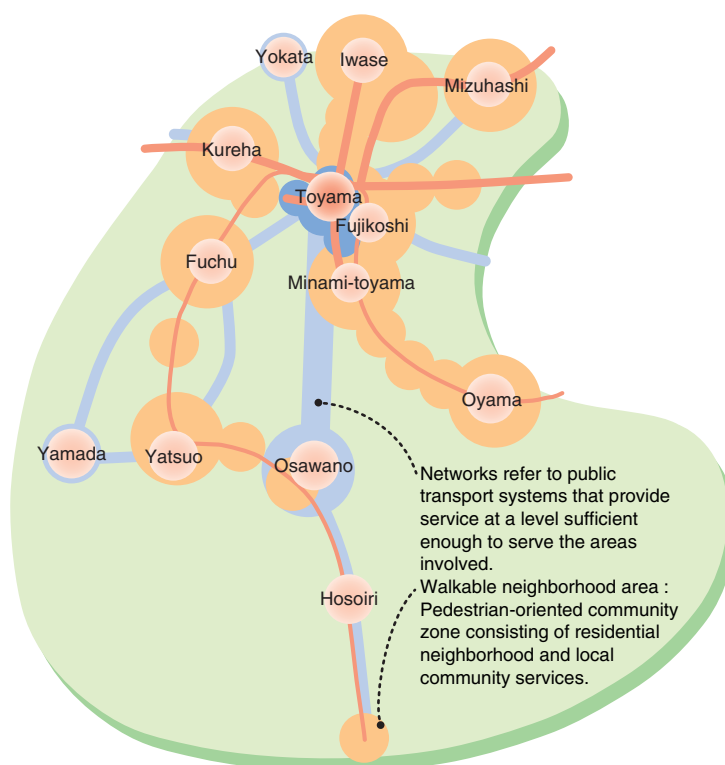 Yokata
Iwase
Mizuhashi
Kureha
Toyama
Fujikoshi
Fuchu
Minami-toyama
Oyama
Yamada
Yatsuo
Osawano
Networks refer to public
transport systems that provide
service at a level sufficient
enough to serve the areas
involved.
Walkable neighborhood area :
Pedestrian-oriented community
zone consisting of residential
neighborhood and local
community services.
Hosoiri